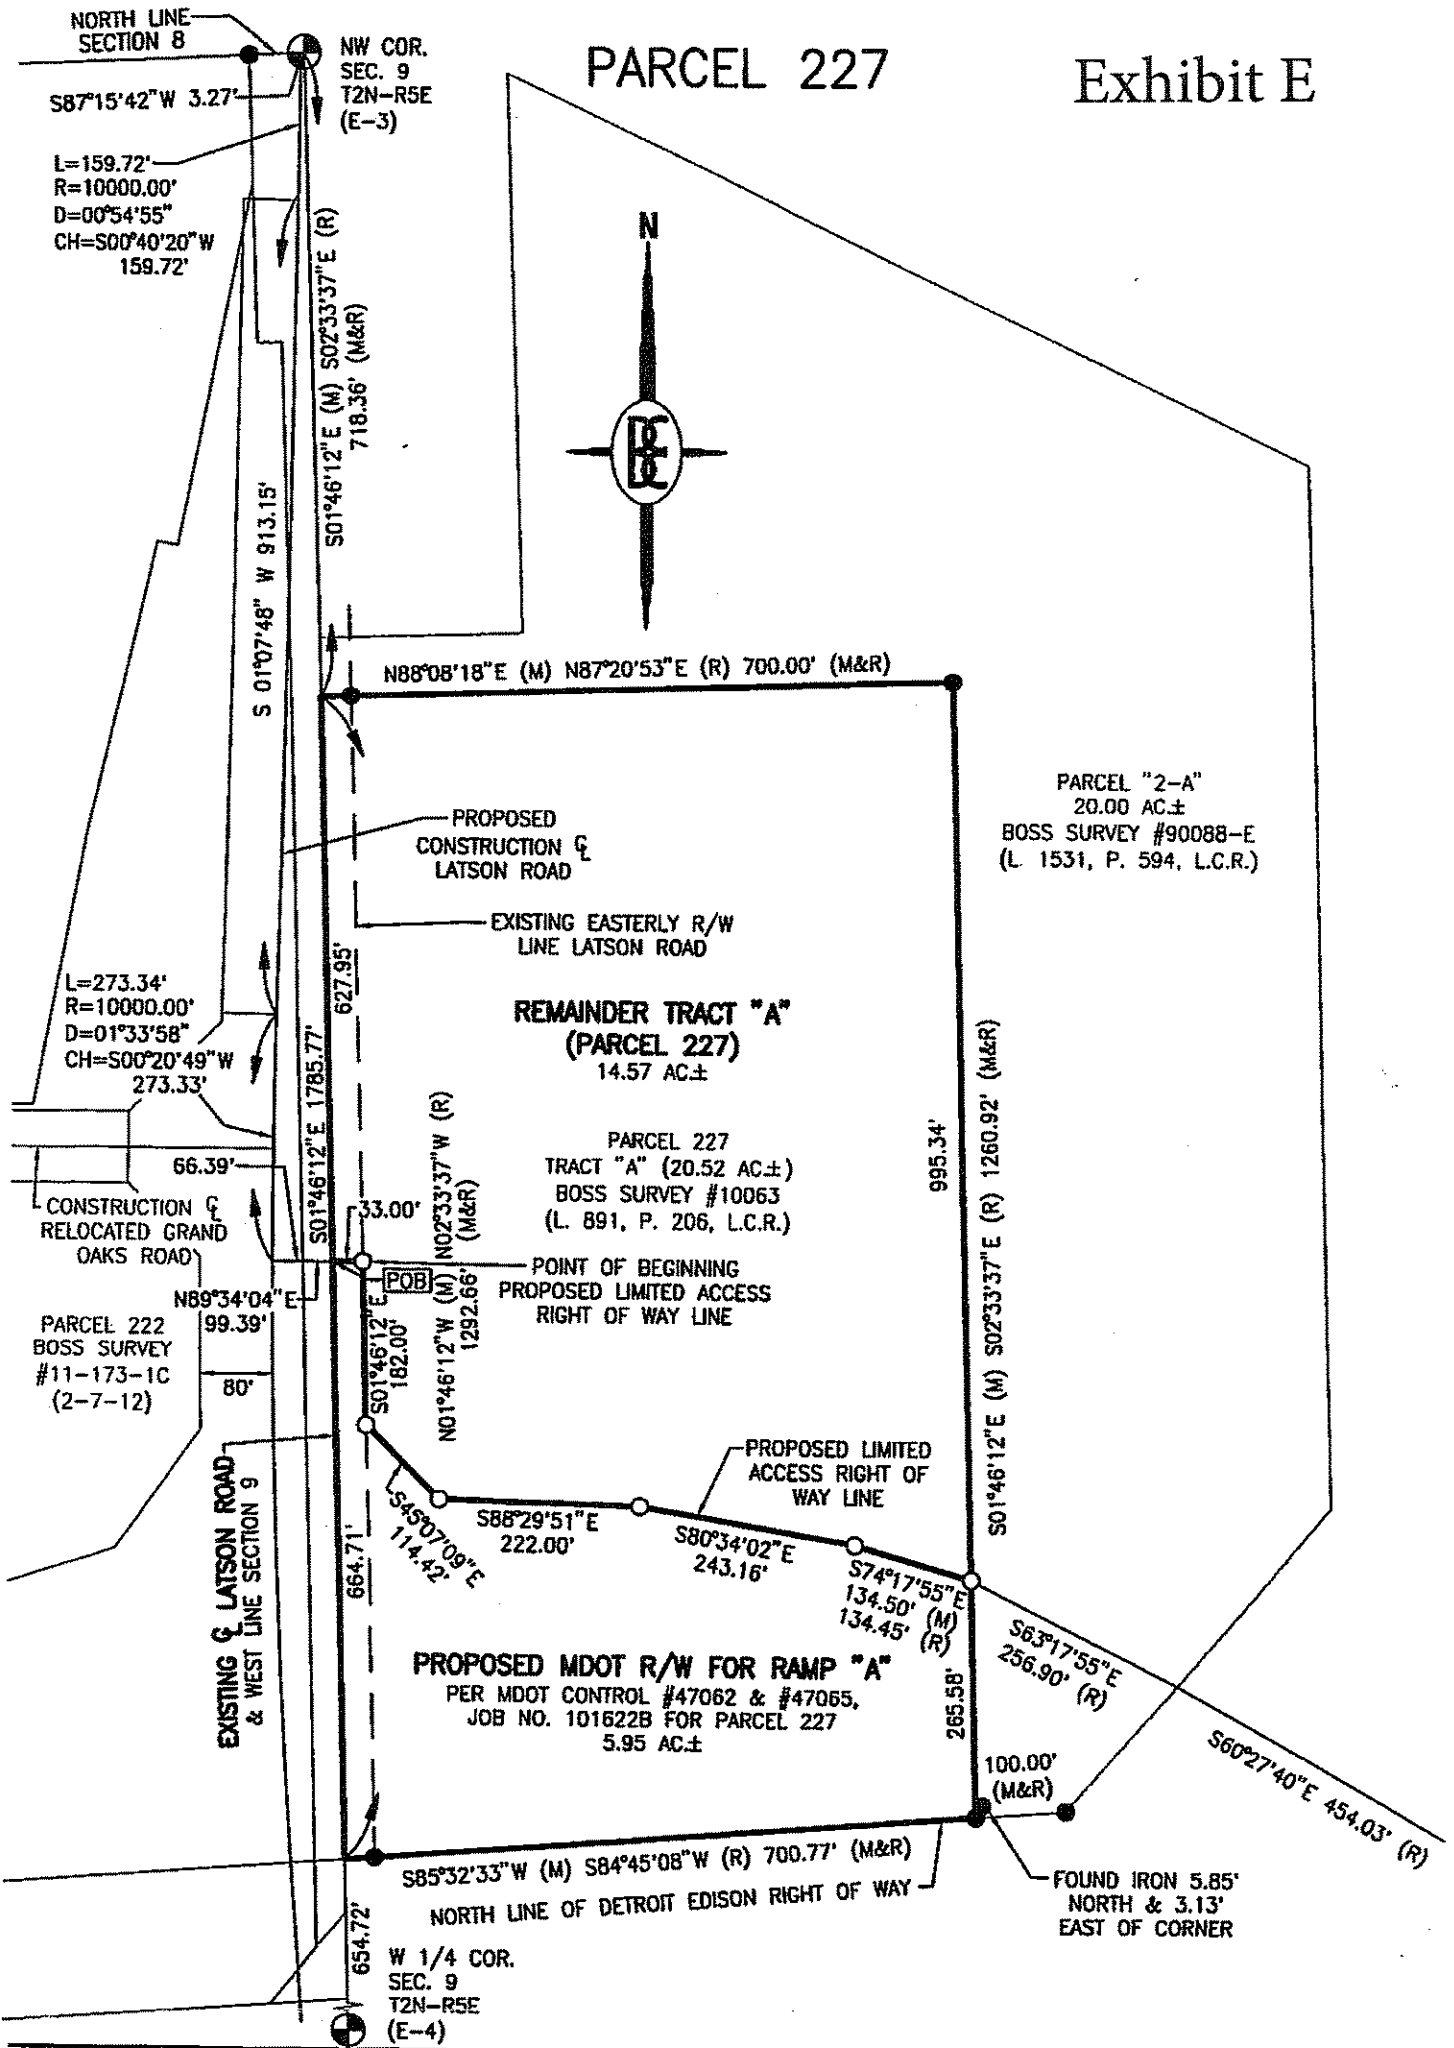 PARCEL 227
Exhibit E
NORTH LINE
SECTION 8
NW COR.
SEC. 9
T2N-R5E
(E-3)
S87°15'42"W 3.27'
L=159.72'
R=10000.00'
D=00°54'55"
CH=S00°40'20"W
159.72'
N
S01°46'12"E (M) S02°33'37"E (R)
718.36' (M&R)
S 01°07'48" W 913.15'
N88°08'18"E (M) N87°20'53"E (R) 700.00' (M&R)
PARCEL "2-A"
20.00 AC.±
BOSS SURVEY #90088-E
(L 1531, P. 594, L.C.R.)
PROPOSED
CONSTRUCTION ℄
LATSON ROAD
EXISTING EASTERLY R/W
LINE LATSON ROAD
627.95'
L=273.34'
R=10000.00'
D=01°33'58"
CH=S00°20'49"W
273.33'
REMAINDER TRACT "A"
(PARCEL 227)
14.57 AC.±
S01°46'12"E 1785.77'
995.34'
S01°46'12"E (M) S02°33'37"E (R) 1260.92' (M&R)
PARCEL 227
TRACT "A" (20.52 AC.±)
BOSS SURVEY #10063
(L. 891, P. 206, L.C.R.)
66.39'
33.00'
N01°46'12"W (M) N02°33'37"W (R)
1292.66' (M&R)
CONSTRUCTION ℄
RELOCATED GRAND
OAKS ROAD
POB
POINT OF BEGINNING
PROPOSED LIMITED ACCESS
RIGHT OF WAY LINE
N89°34'04"E
99.39'
PARCEL 222
BOSS SURVEY
#11-173-1C
(2-7-12)
80'
S01°46'12"E
182.00'
EXISTING ℄ LATSON ROAD
& WEST LINE SECTION 9
664.71'
S45°07'09"E
114.42'
S88°29'51"E
222.00'
PROPOSED LIMITED
ACCESS RIGHT OF
WAY LINE
S80°34'02"E
243.16'
S74°17'55"E
134.50' (M)
134.45' (R)
S63°17'55"E
256.90' (R)
S60°27'40"E 454.03' (R)
PROPOSED MDOT R/W FOR RAMP "A"
PER MDOT CONTROL #47062 & #47065,
JOB NO. 101622B FOR PARCEL 227
5.95 AC.±
265.58'
100.00'
(M&R)
S85°32'33"W (M) S84°45'08"W (R) 700.77' (M&R)
NORTH LINE OF DETROIT EDISON RIGHT OF WAY
FOUND IRON 5.85'
NORTH & 3.13'
EAST OF CORNER
654.72'
W 1/4 COR.
SEC. 9
T2N-R5E
(E-4)